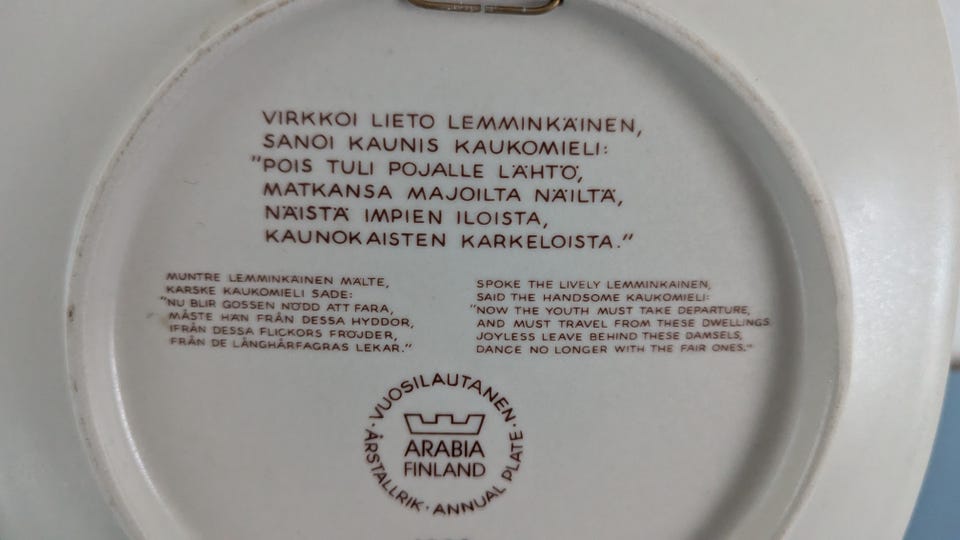 VIRKKOI LIETO LEMMINKÄINEN,
SANOI KAUNIS KAUKOMIELI:
"POIS TULI POJALLE LÄHTÖ,
MATKANSA MAJOILTA NÄILTÄ,
NÄISTÄ IMPIEN ILOISTA,
KAUNOKAISTEN KARKELOISTA."
MUNTRE LEMMINKÄINEN MÄLTE,
KARSKE KAUKOMIELI SADE:
"NU BLIR GOSSEN NÖDD ATT FARA,
MÅSTE HÄN FRÅN DESSA HYDDOR,
IFRÅN DESSA FLICKORS FRÖJDER,
FRÅN DE LÅNGHÅRFAGRAS LEKAR."
SPOKE THE LIVELY LEMMINKAINEN,
SAID THE HANDSOME KAUKOMIELI:
"NOW THE YOUTH MUST TAKE DEPARTURE,
AND MUST TRAVEL FROM THESE DWELLINGS
JOYLESS LEAVE BEHIND THESE DAMSELS,
DANCE NO LONGER WITH THE FAIR ONES."
· VUOSILAUTANEN · ÅRSTALLRIK · ANNUAL PLATE
ARABIA
FINLAND